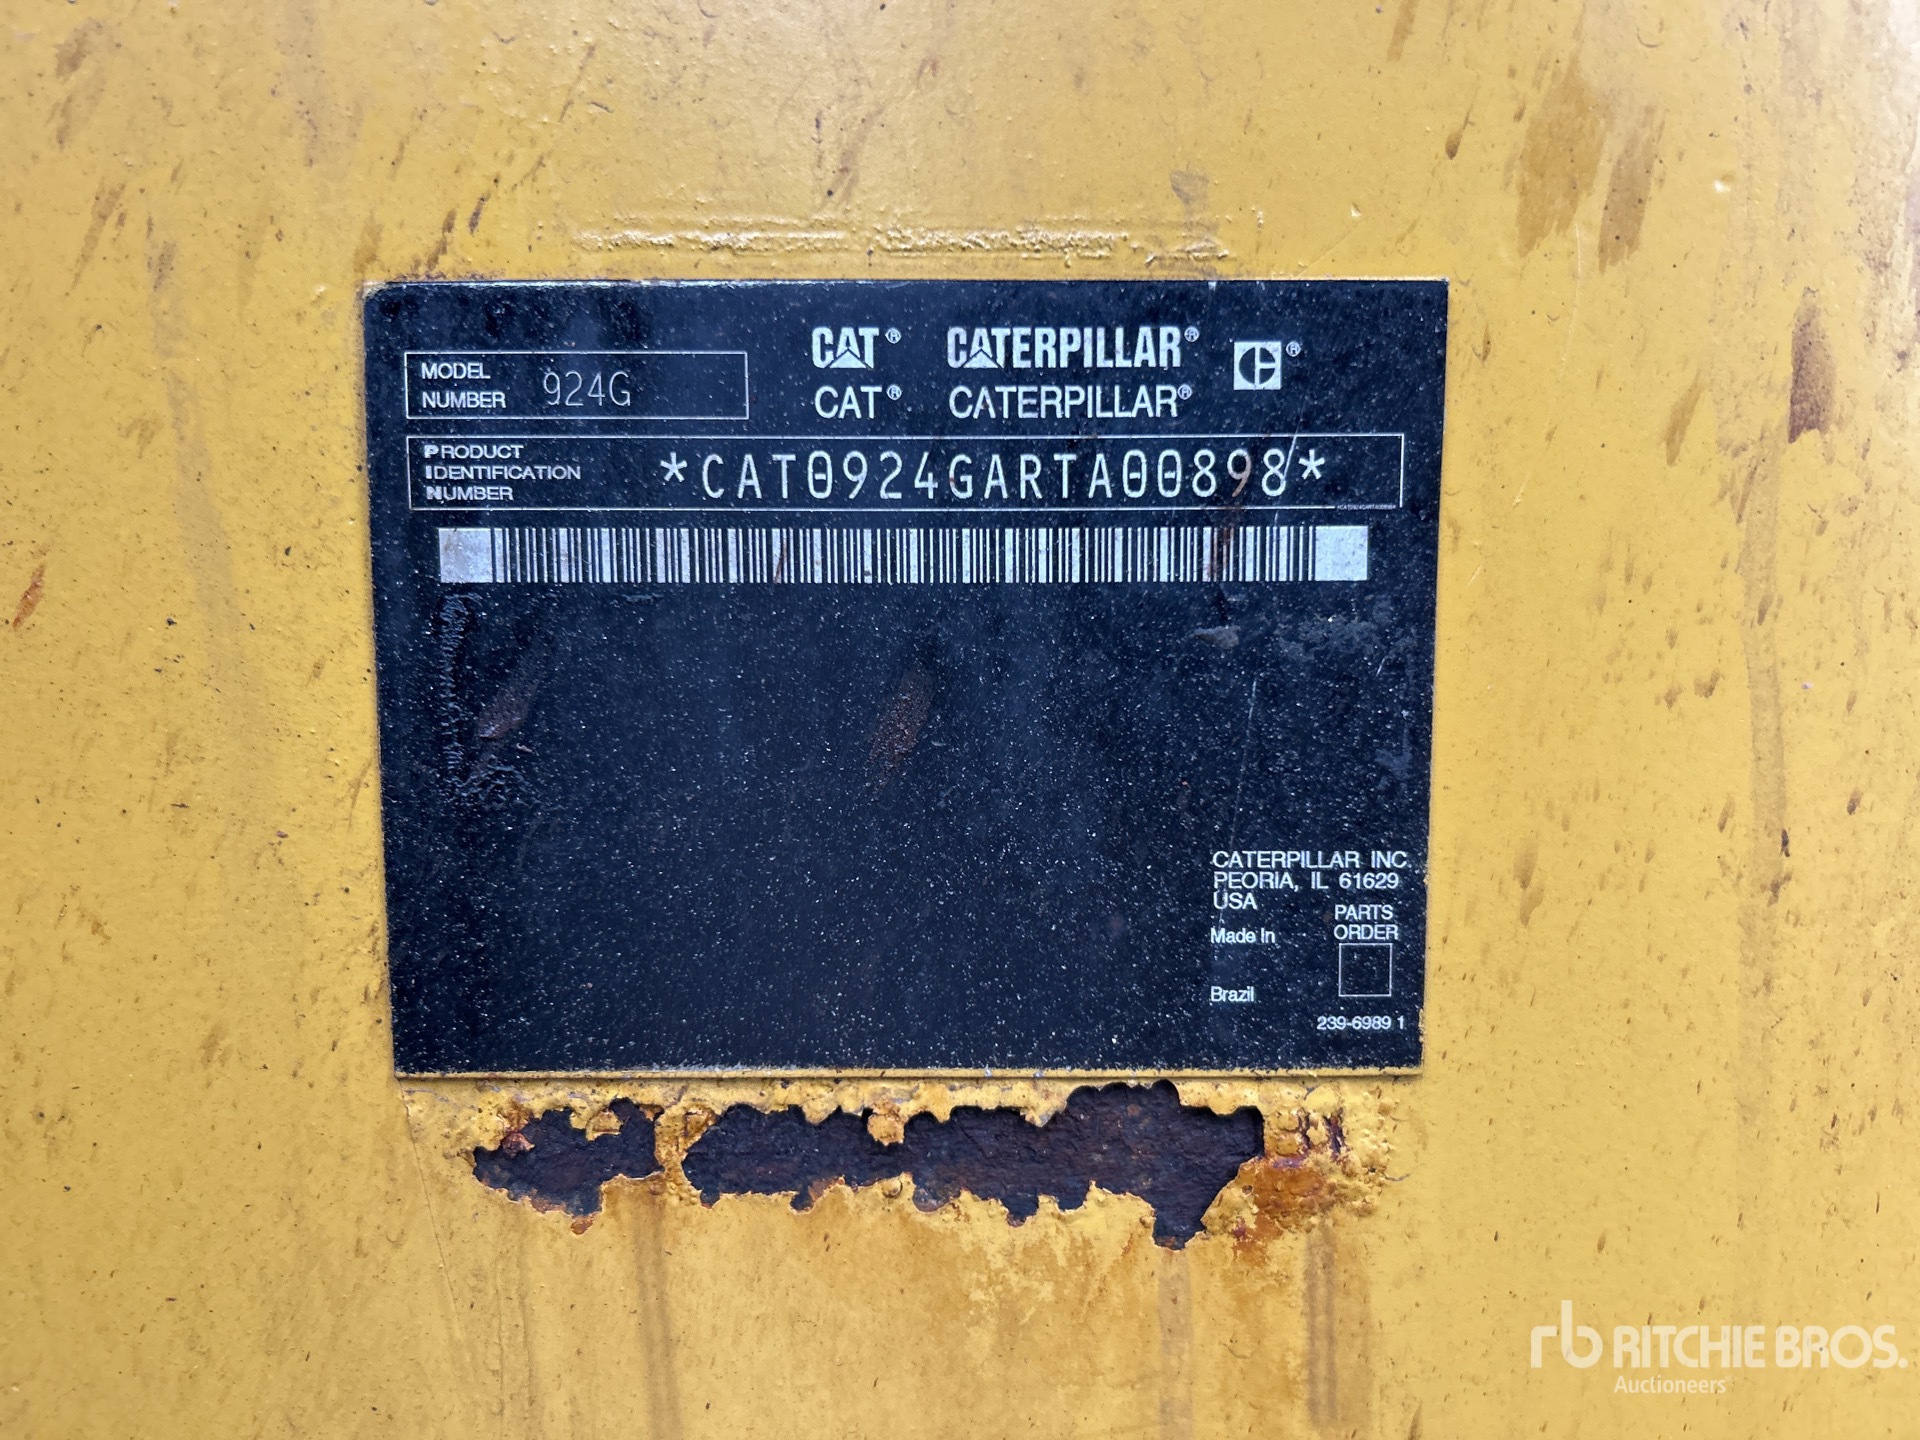 MODEL
NUMBER 924G
CAT® CATERPILLAR®
CAT® CATERPILLAR®
PRODUCT
IDENTIFICATION
NUMBER
*CAT0924GARTA00898*
CATERPILLAR INC.
PEORIA, IL 61629
USA
PARTS
ORDER
Made In
Brazil
239-6989 1
rb RITCHIE BROS.
Auctioneers